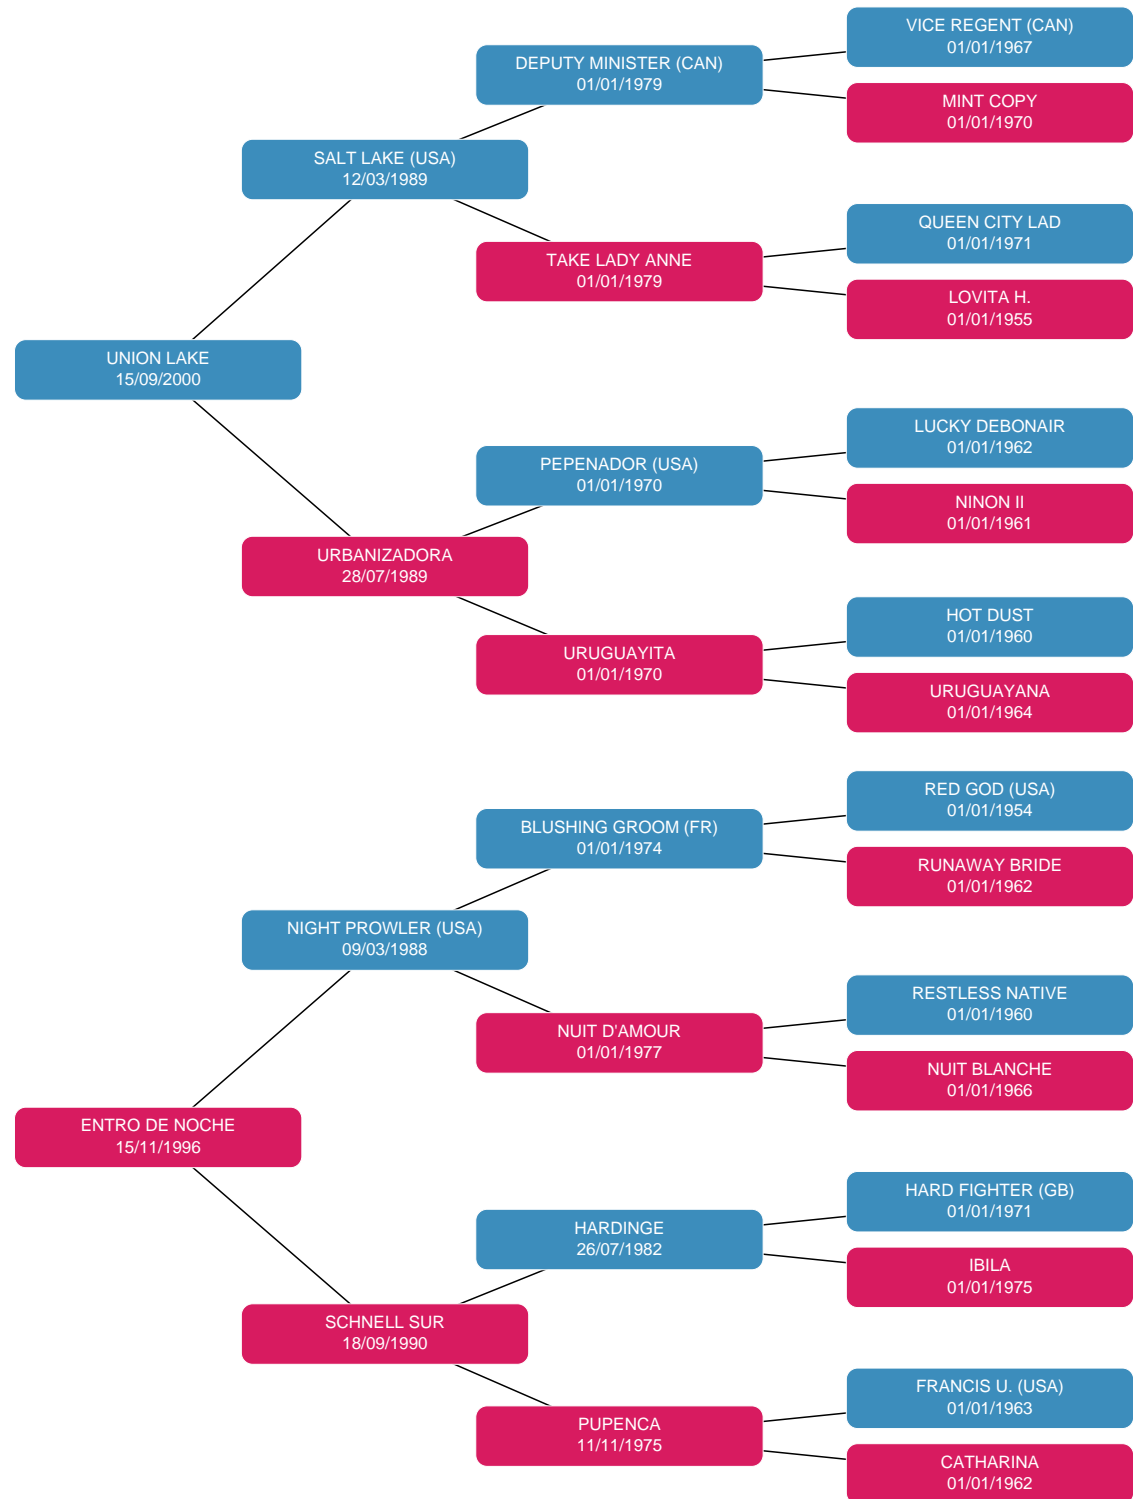 VICE REGENT (CAN)
01/01/1967
DEPUTY MINISTER (CAN)
01/01/1979
MINT COPY
01/01/1970
SALT LAKE (USA)
12/03/1989
QUEEN CITY LAD
01/01/1971
TAKE LADY ANNE
01/01/1979
LOVITA H.
01/01/1955
UNION LAKE
15/09/2000
LUCKY DEBONAIR
01/01/1962
PEPENADOR (USA)
01/01/1970
NINON II
01/01/1961
URBANIZADORA
28/07/1989
HOT DUST
01/01/1960
URUGUAYITA
01/01/1970
URUGUAYANA
01/01/1964
RED GOD (USA)
01/01/1954
BLUSHING GROOM (FR)
01/01/1974
RUNAWAY BRIDE
01/01/1962
NIGHT PROWLER (USA)
09/03/1988
RESTLESS NATIVE
01/01/1960
NUIT D'AMOUR
01/01/1977
NUIT BLANCHE
01/01/1966
ENTRO DE NOCHE
15/11/1996
HARD FIGHTER (GB)
01/01/1971
HARDINGE
26/07/1982
IBILA
01/01/1975
SCHNELL SUR
18/09/1990
FRANCIS U. (USA)
01/01/1963
PUPENCA
11/11/1975
CATHARINA
01/01/1962